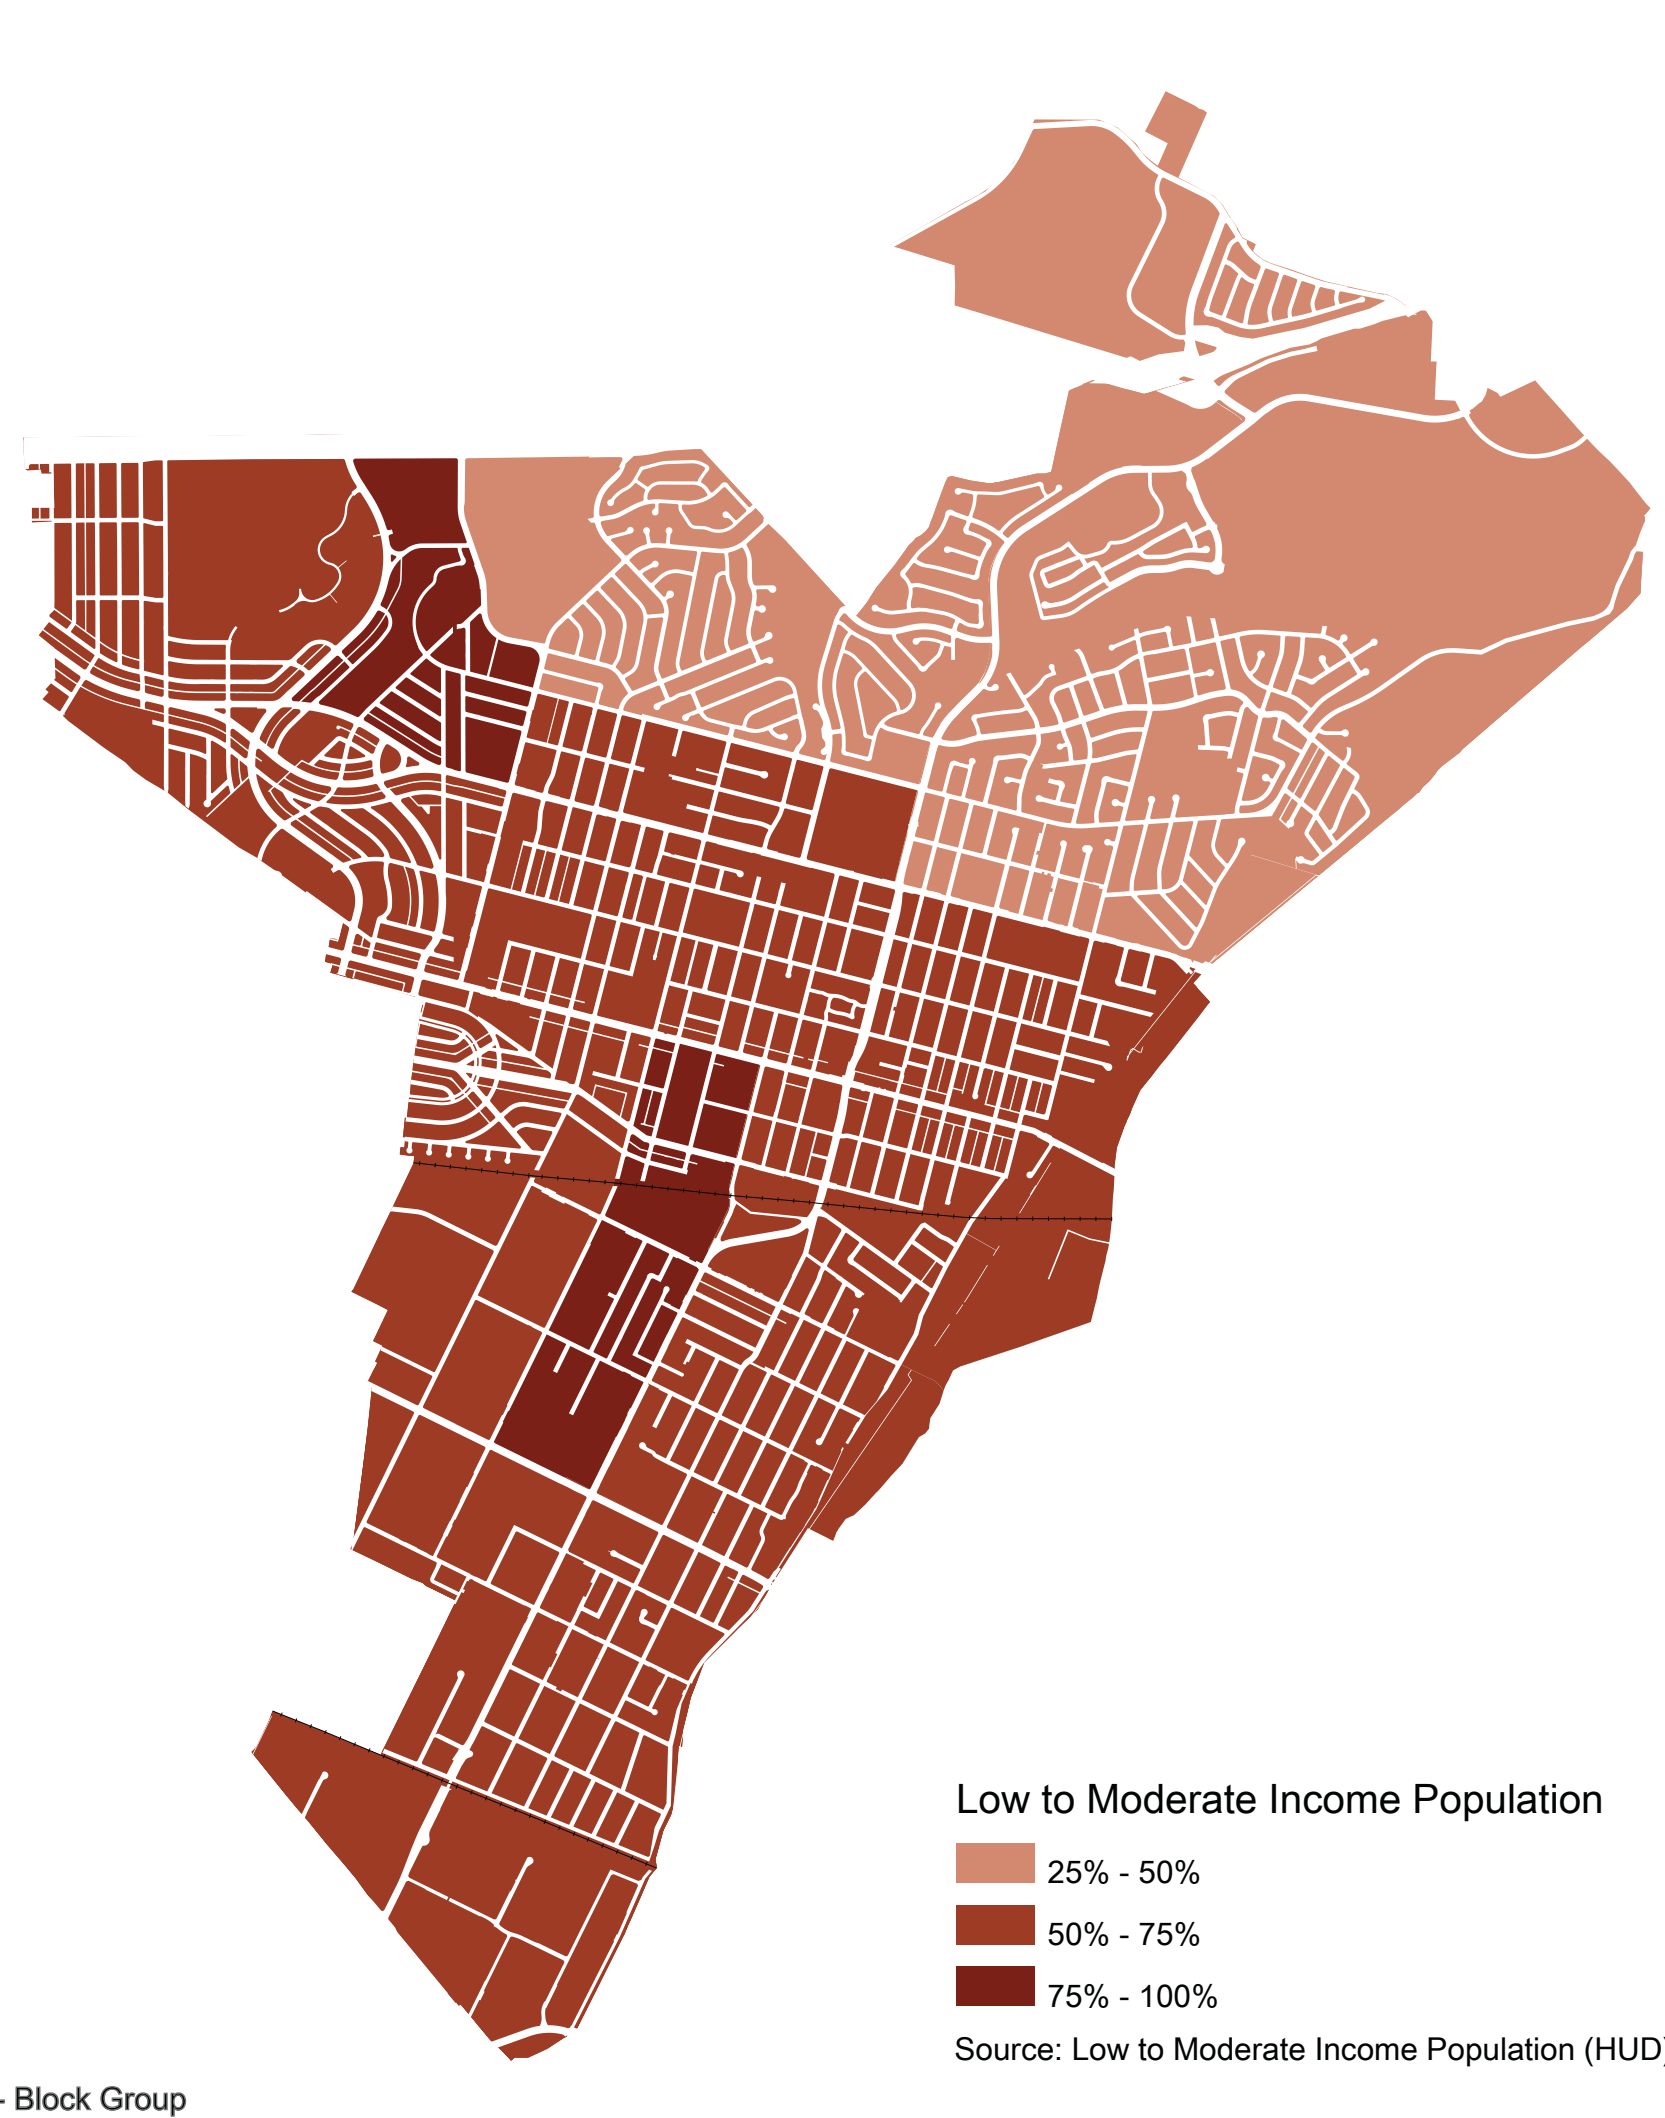 Low to Moderate Income Population
25% - 50%
50% - 75%
75% - 100%
Source: Low to Moderate Income Population (HUD)
- Block Group